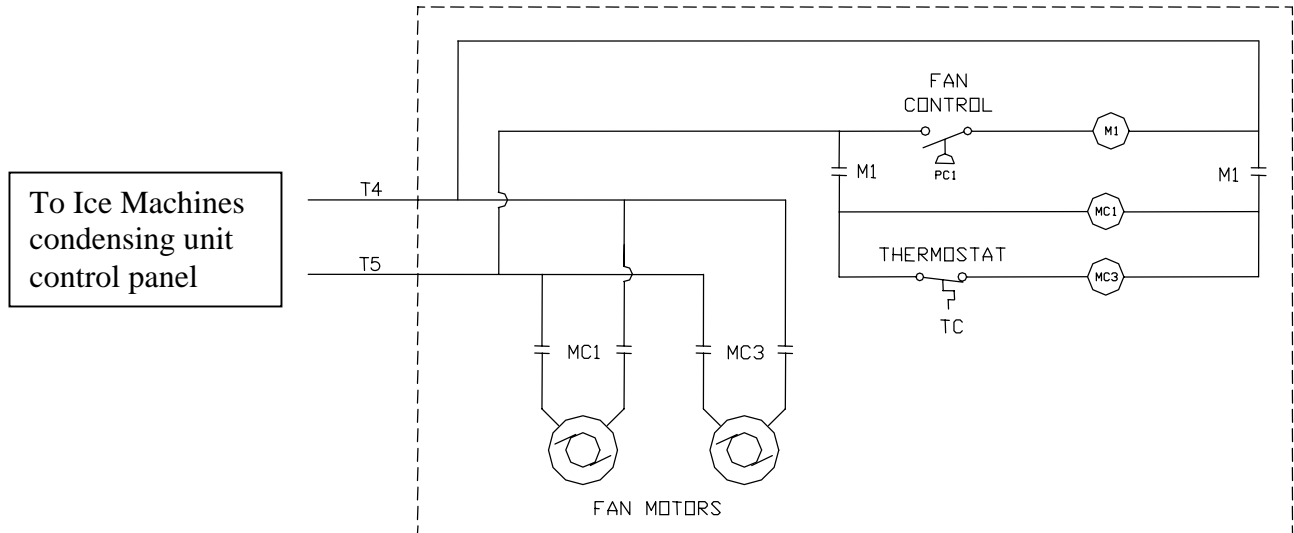 FAN
CONTROL
M1
PC1
M1
M1
T4
To Ice Machines
condensing unit
control panel
MC1
THERMOSTAT
T5
MC3
TC
MC1
MC3
FAN MOTORS